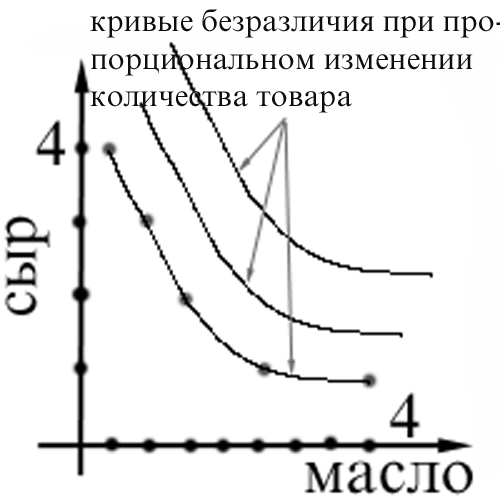 кривые безразличия при про-
порциональном изменении
количества товара
4
сыр
4
масло